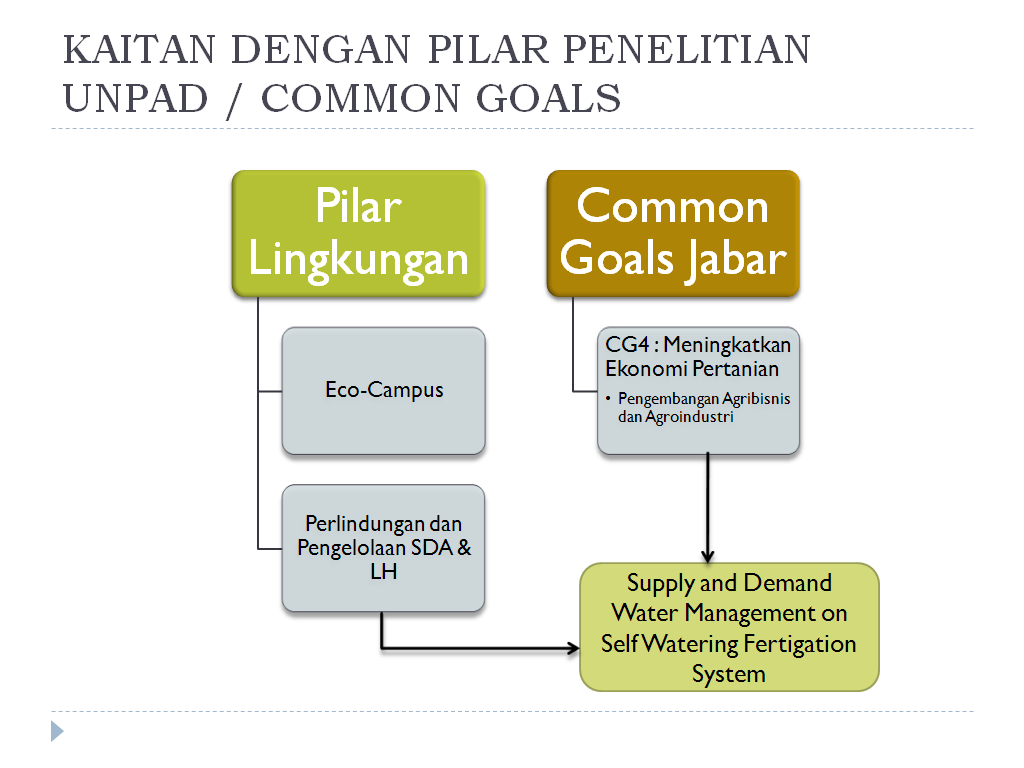 KAITAN DENGAN PILAR PENELITIAN
UNPAD / COMMON GOALS
Pilar
Lingkungan
Eco-Campus
Perlindungan dan
Pengelolaan SDA &
LH
Common
Goals Jabar
CG4 : Meningkatkan
Ekonomi Pertanian
• Pengembangan Agribisnis
dan Agroindustri
Supply and Demand
Water Management on
Self Watering Fertigation
System